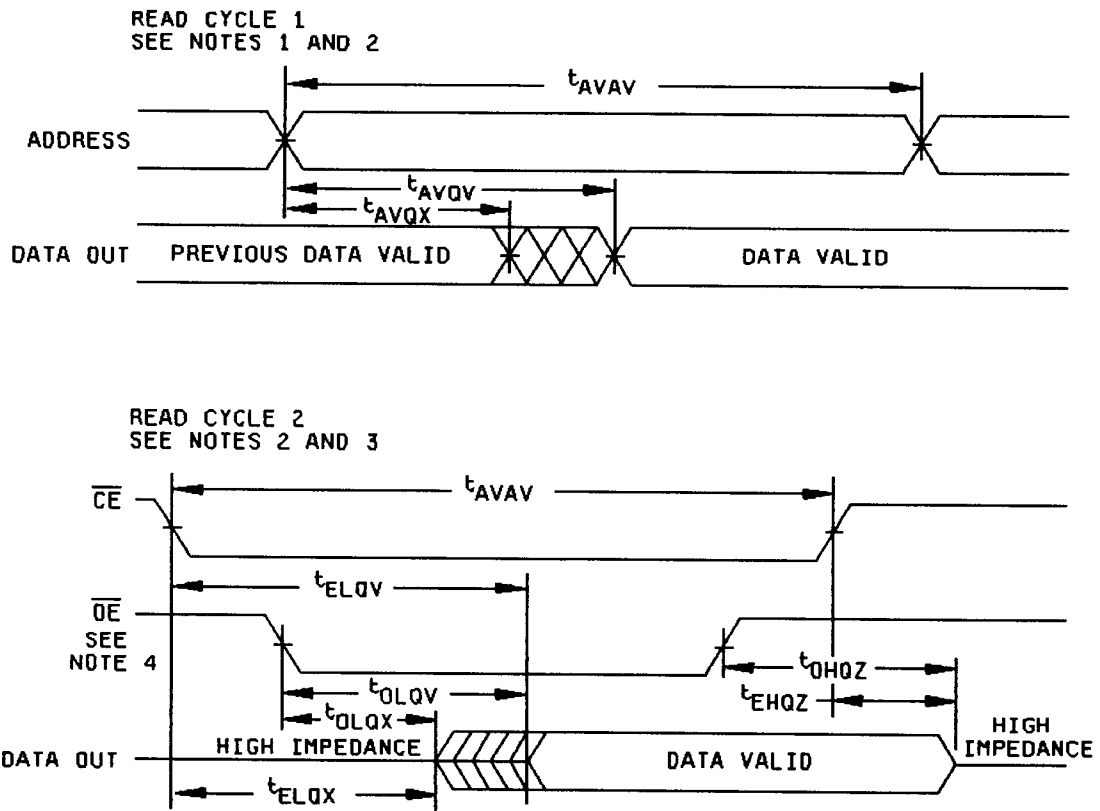 READ CYCLE 1
SEE NOTES 1 AND 2
tAVAV
ADDRESS
tAVQV
tAVQX
DATA OUT PREVIOUS DATA VALID DATA VALID
READ CYCLE 2
SEE NOTES 2 AND 3
CE tAVAV
tELQV
OE
SEE
NOTE 4
tOHQZ
tOLQV
tEHQZ
tOLQX
HIGH
IMPEDANCE
DATA OUT HIGH IMPEDANCE DATA VALID
tELQX